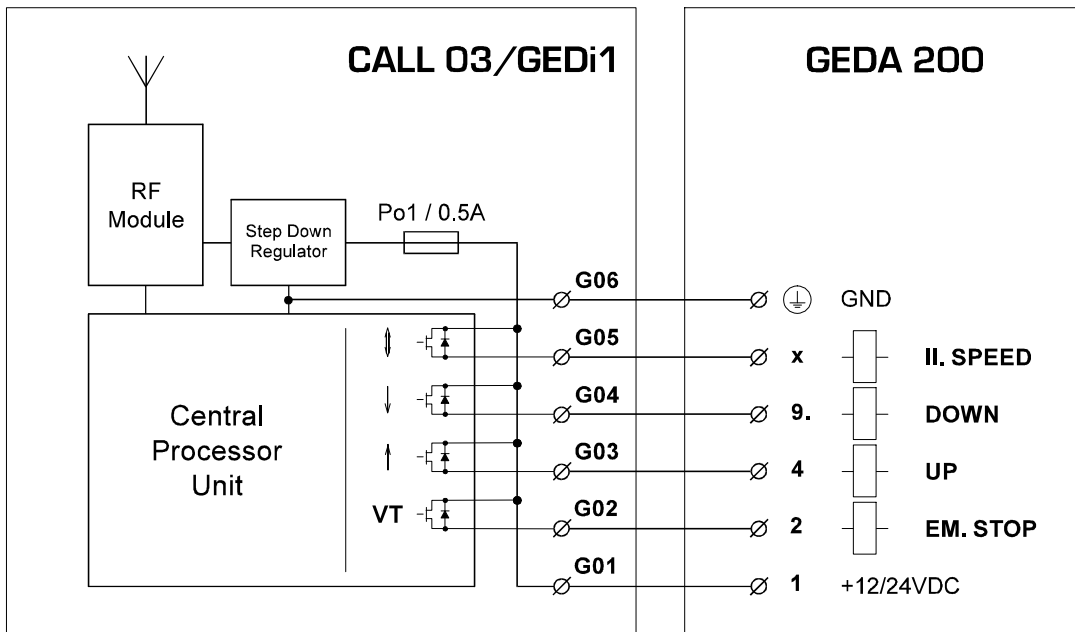 CALL 03/GEDi1
GEDA 200
RF
Module
Step Down
Regulator
Po1 / 0.5A
G06
GND
G05
x
II. SPEED
G04
9.
DOWN
G03
4
UP
VT
G02
2
EM. STOP
G01
1
+12/24VDC
Central
Processor
Unit